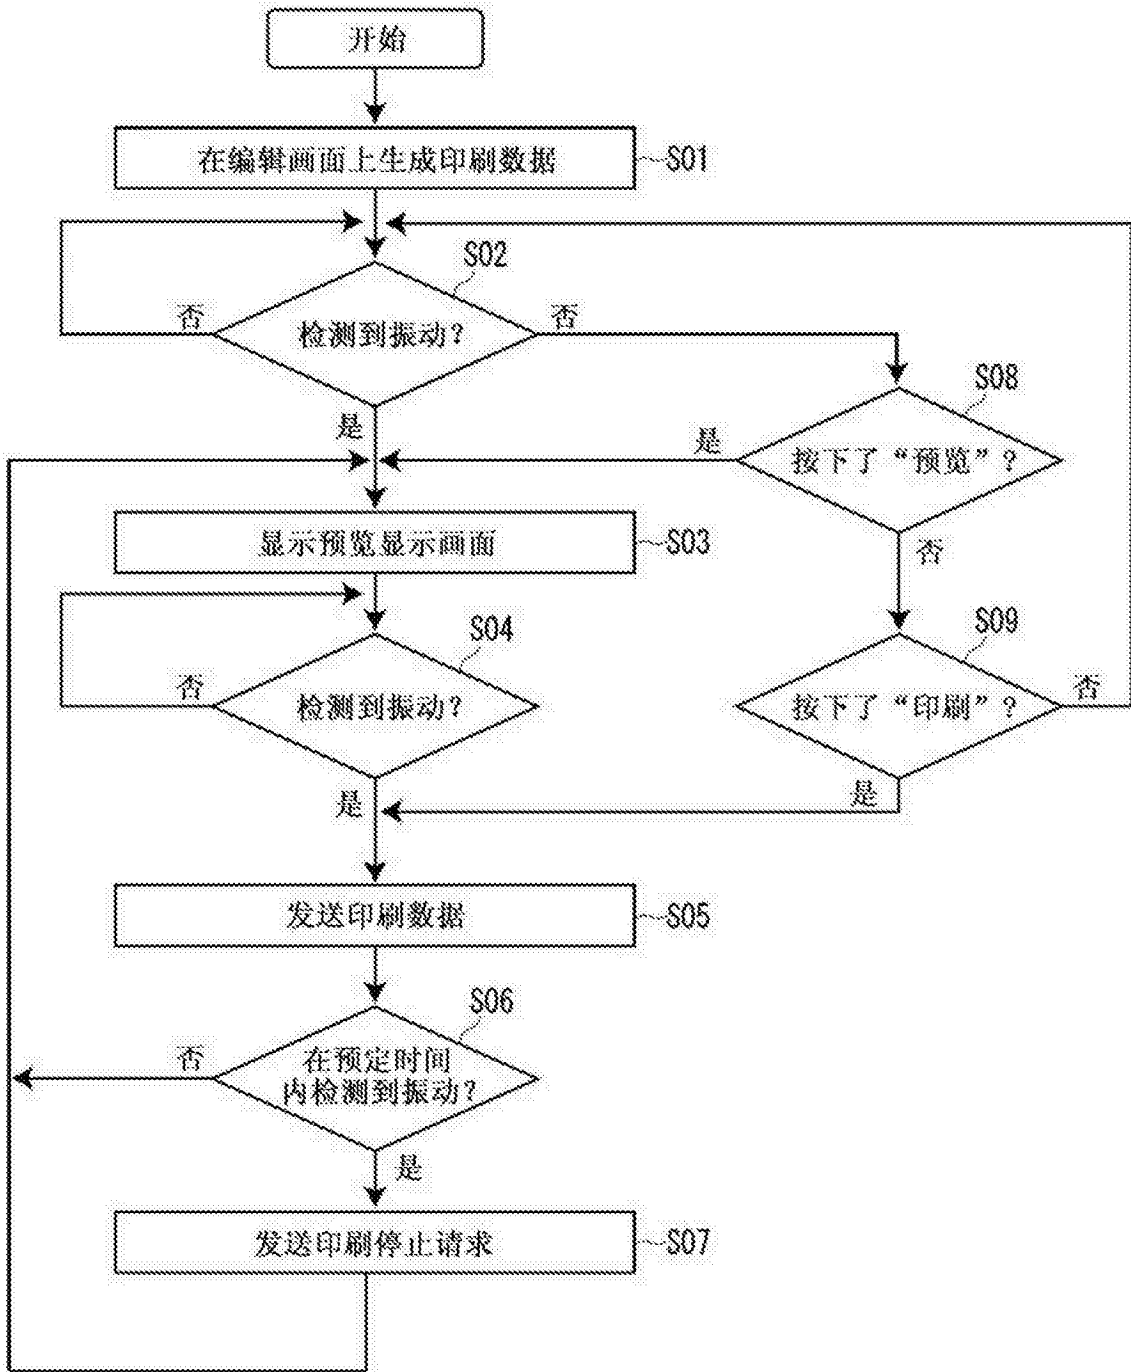 开始
在编辑画面上生成印刷数据
S01
S02
否
检测到振动?
否
S08
是
是
按下了“预览”?
显示预览显示画面
S03
否
S04
S09
否
检测到振动?
按下了“印刷”?
否
是
是
发送印刷数据
S05
S06
否
在预定时间
内检测到振动?
是
发送印刷停止请求
S07